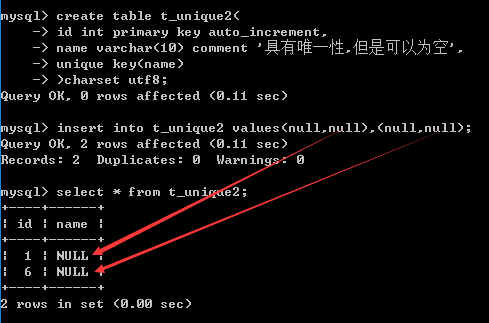 mysql> create table t_unique2(
    -> id int primary key auto_increment,
    -> name varchar(10) comment '具有唯一性,但是可以为空',
    -> unique key(name)
    -> )charset utf8;
Query OK, 0 rows affected (0.11 sec)

mysql> insert into t_unique2 values(null,null),(null,null);
Query OK, 2 rows affected (0.11 sec)
Records: 2  Duplicates: 0  Warnings: 0

mysql> select * from t_unique2;
+----+------+
¦ id ¦ name ¦
+----+------+
¦  1 ¦ NULL ¦
¦  6 ¦ NULL ¦
+----+------+
2 rows in set (0.00 sec)